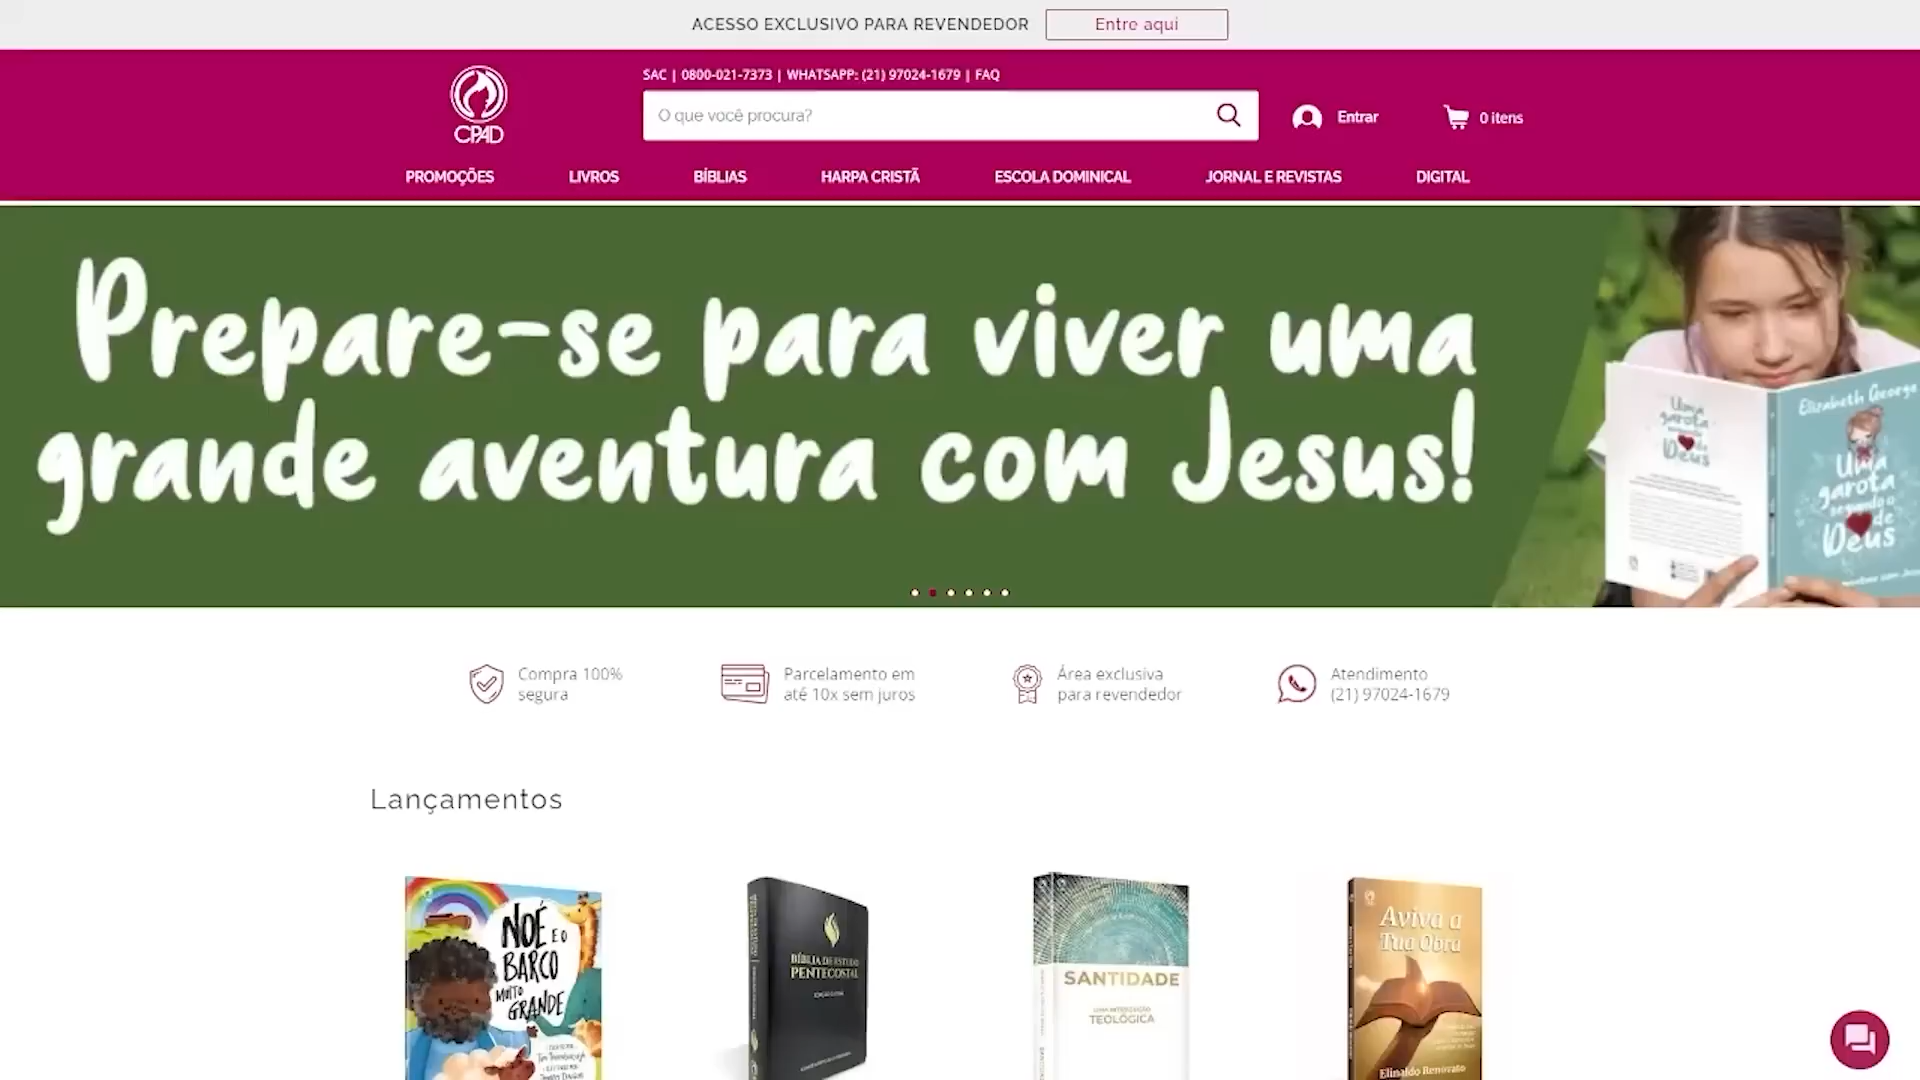 ACESSO EXCLUSIVO PARA REVENDEDOR Entre aqui
SAC | 0800-021-7373 | WHATSAPP: (21) 97024-1679 | FAQ
CPAD
O que você procura?
Entrar
0 itens
PROMOÇÕES LIVROS BÍBLIAS HARPA CRISTÃ ESCOLA DOMINICAL JORNAL E REVISTAS DIGITAL
Prepare-se para viver uma
grande aventura com Jesus!
Uma
garota
Deus
Elizabeth George
Uma
garota
segundo o
de
Deus
Compra 100%
segura
Parcelamento em
até 10x sem juros
Área exclusiva
para revendedor
Atendimento
(21) 97024-1679
Lançamentos
NOÉ E O
BARCO
MUITO
GRANDE
BÍBLIA DE ESTUDO
PENTECOSTAL
SANTIDADE
UMA INTRODUÇÃO
TEOLÓGICA
Aviva a
Tua Obra
Elinaldo Renovato